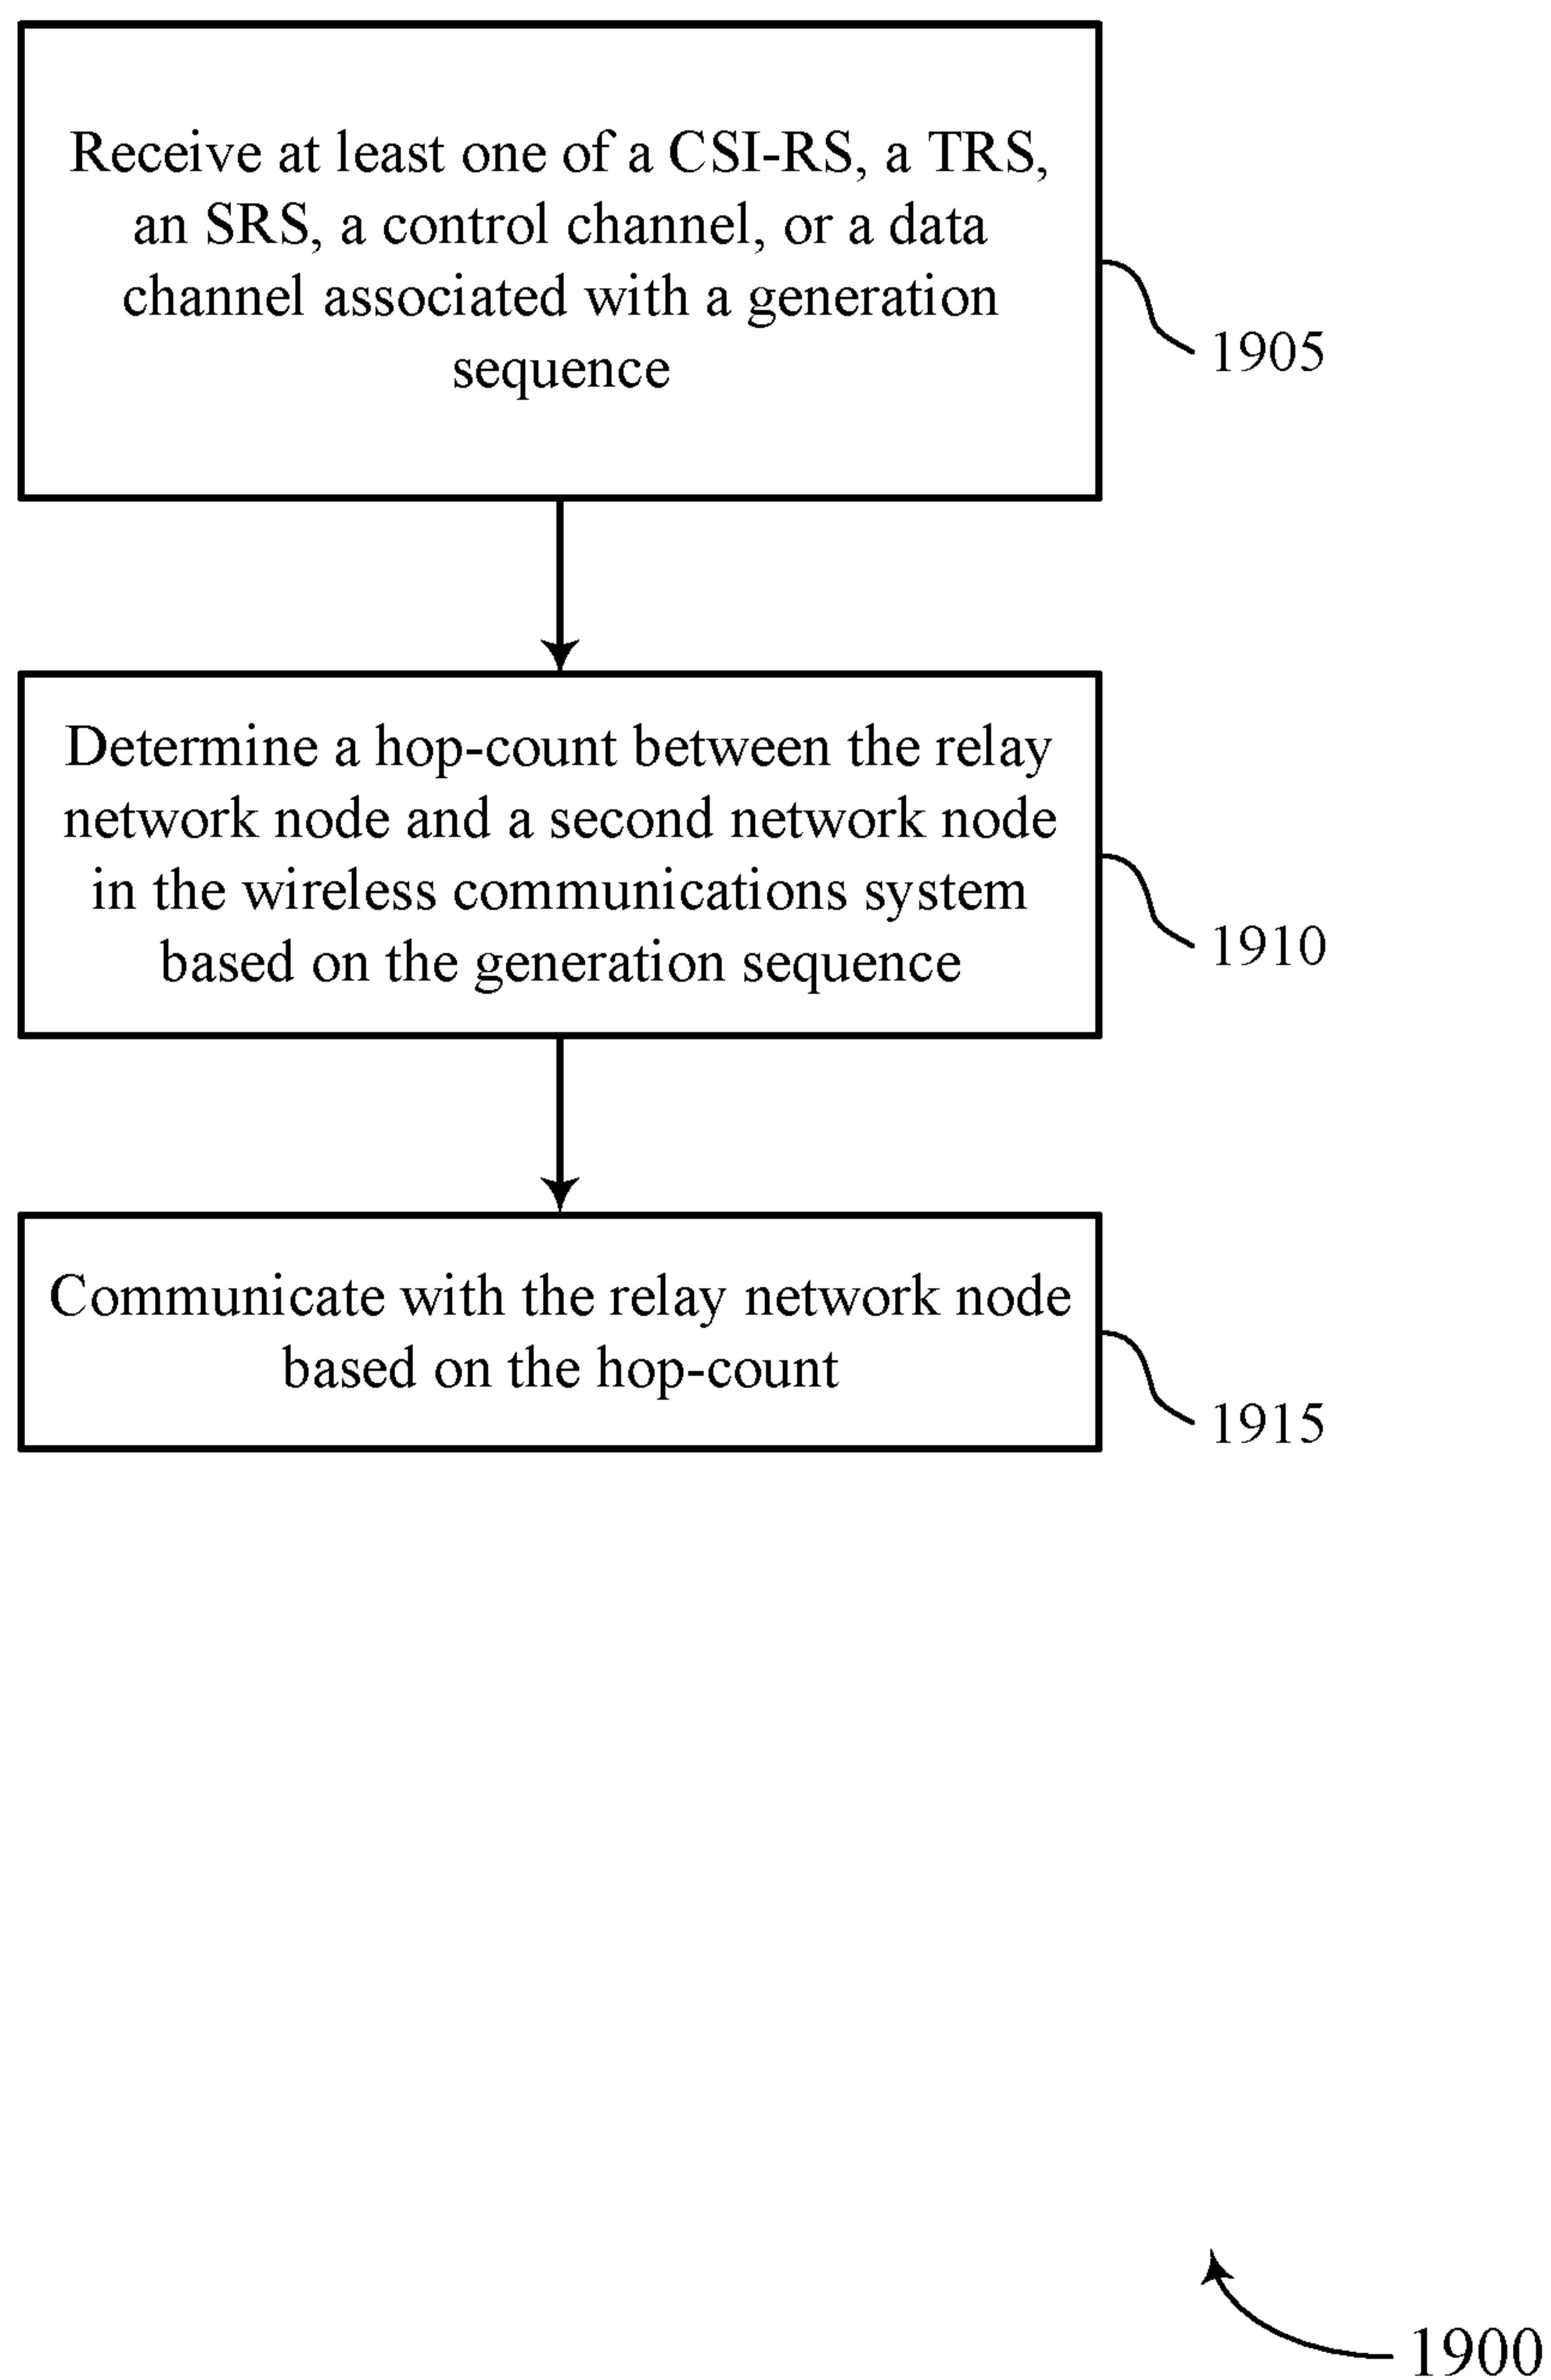 Receive at least one of a CSI-RS, a TRS,
an SRS, a control channel, or a data
channel associated with a generation
sequence
1905
Determine a hop-count between the relay
network node and a second network node
in the wireless communications system
based on the generation sequence
1910
Communicate with the relay network node
based on the hop-count
1915
1900